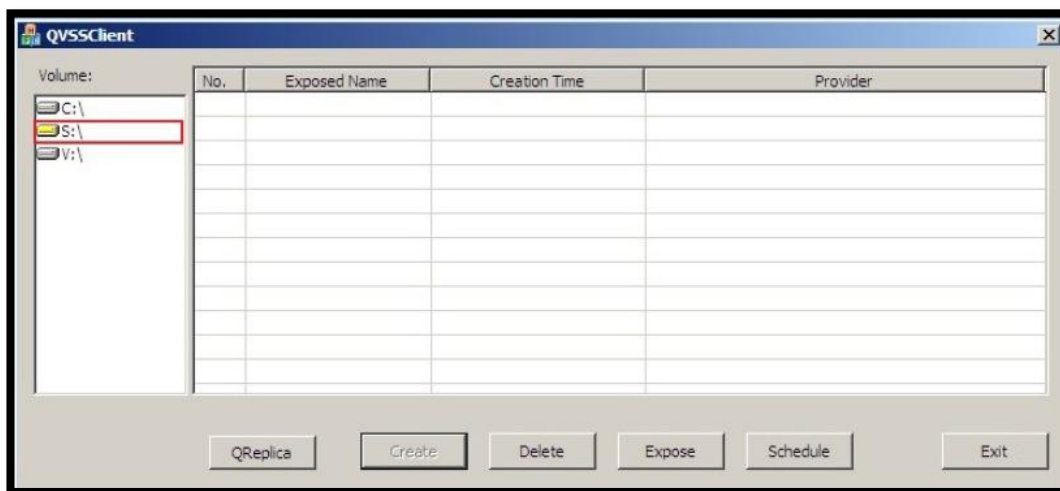 QVSSClient
Volume:
No. Exposed Name Creation Time Provider
C:\
S:\
V:\
QReplica Create Delete Expose Schedule Exit